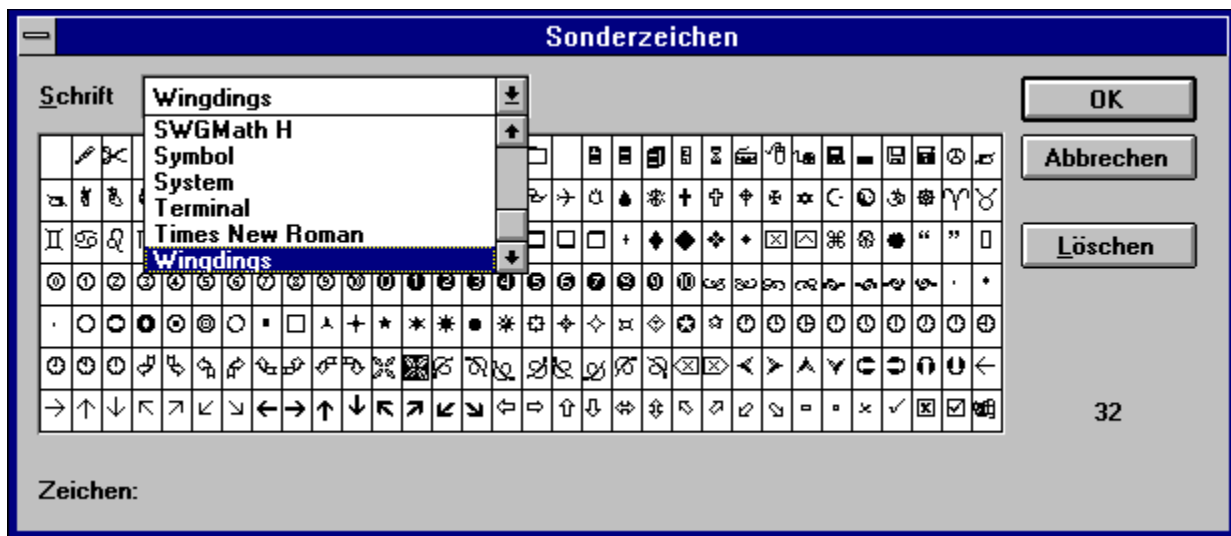 Sonderzeichen
Schrift
Wingdings
OK
SWGMath H
Symbol
Abbrechen
System
Terminal
Times New Roman
Löschen
Wingdings
32
Zeichen: